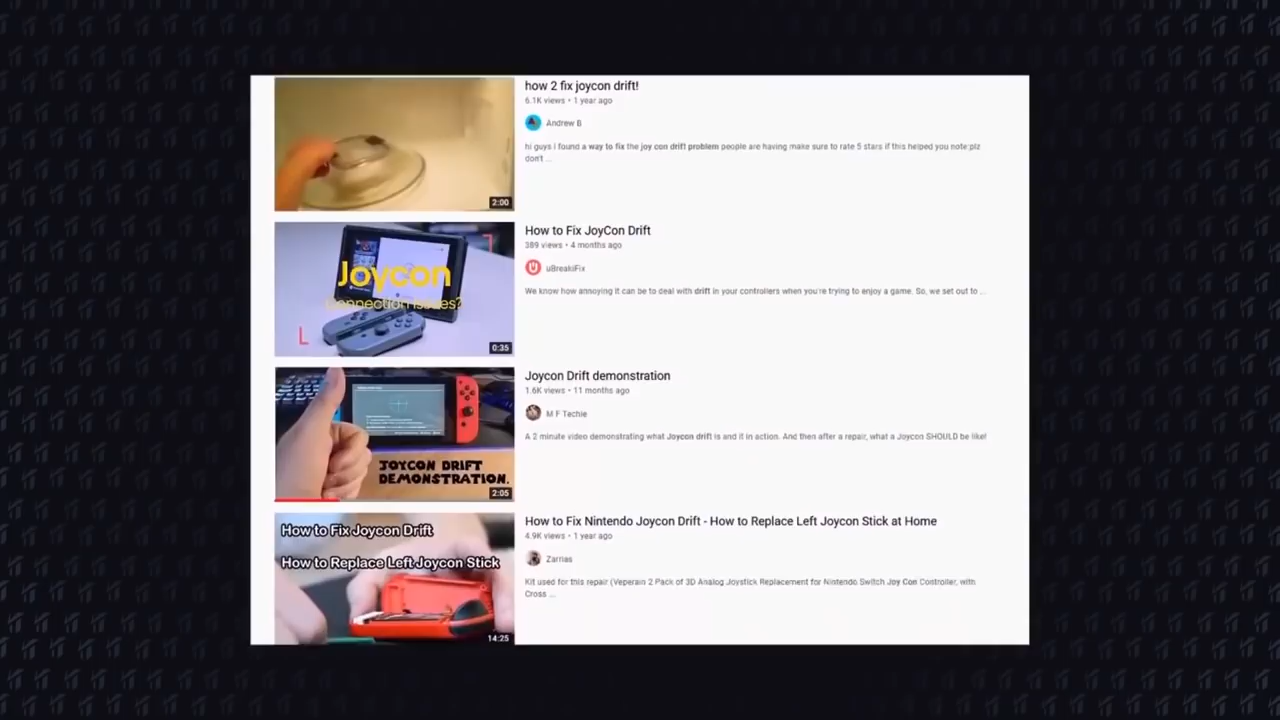 how 2 fix joycon drift!
6.1K views • 1 year ago
Andrew B
hi guys i found a way to fix the joy con drift problem people are having make sure to rate 5 stars if this helped you note:plz
don't ...
2:00
How to Fix JoyCon Drift
389 views • 4 months ago
uBreakiFix
We know how annoying it can be to deal with drift in your controllers when you're trying to enjoy a game. So, we set out to ...
Joycon
Connection Issues?
0:35
Joycon Drift demonstration
1.6K views • 11 months ago
M F Techie
A 2 minute video demonstrating what Joycon drift is and it in action. And then after a repair, what a Joycon SHOULD be like!
JOYCON DRIFT
DEMONSTRATION.
2:05
How to Fix Nintendo Joycon Drift - How to Replace Left Joycon Stick at Home
4.9K views • 1 year ago
Zarrias
Kit used for this repair (Veperain 2 Pack of 3D Analog Joystick Replacement for Nintendo Switch Joy Con Controller, with
Cross ...
How to Fix Joycon Drift
How to Replace Left Joycon Stick
14:25